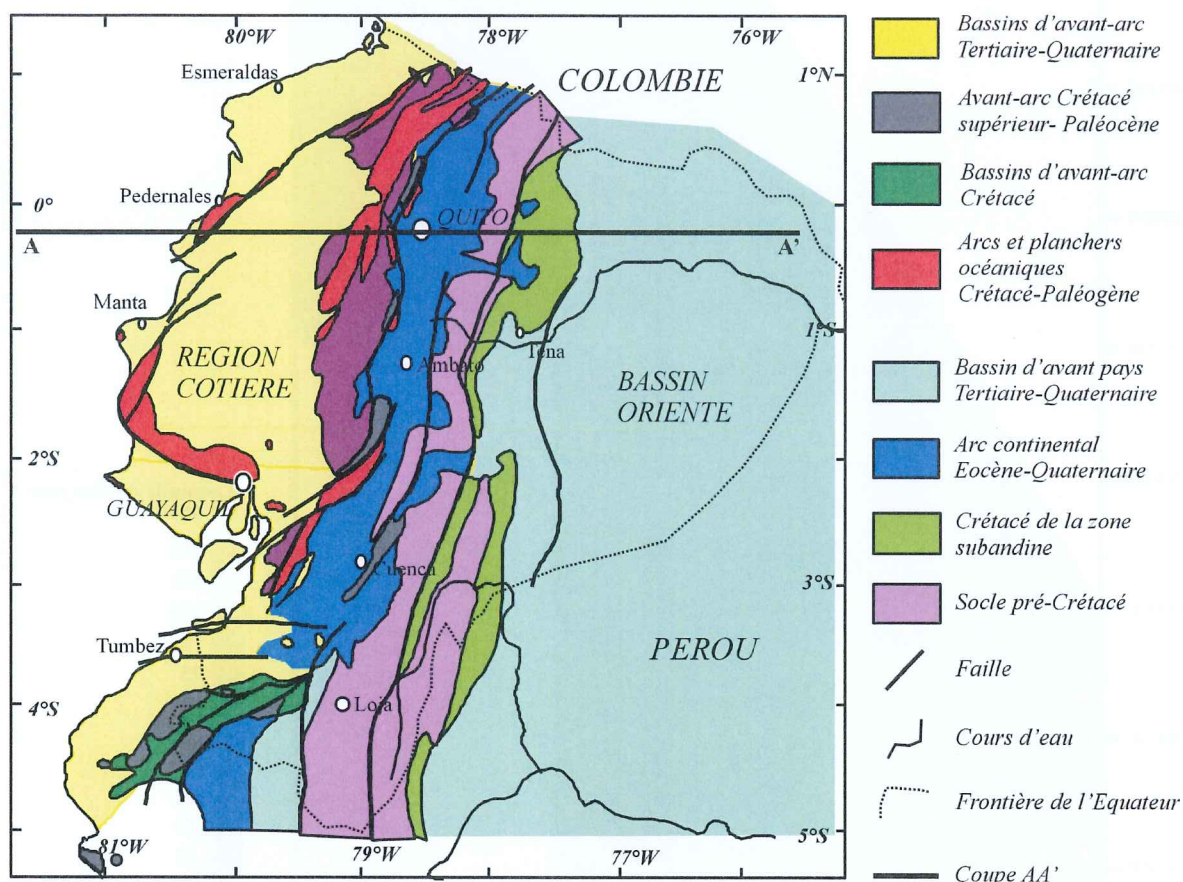 80°W
78°W
76°W
Esmeraldas
COLOMBIE
1°N
Pedernales
0°
QUITO
A
A'
Manta
1°S
REGION
COTIERE
Ambato
Tena
BASSIN
ORIENTE
2°S
GUAYAQUIL
Cuenca
3°S
Tumbez
PEROU
4°S
Loja
81°W
79°W
77°W
5°S
Bassins d'avant-arc
Tertiaire-Quaternaire
Avant-arc Crétacé
supérieur- Paléocène
Bassins d'avant-arc
Crétacé
Arcs et planchers
océaniques
Crétacé-Paléogène
Bassin d'avant pays
Tertiaire-Quaternaire
Arc continental
Eocène-Quaternaire
Crétacé de la zone
subandine
Socle pré-Crétacé
Faille
Cours d'eau
Frontière de l'Equateur
Coupe AA'